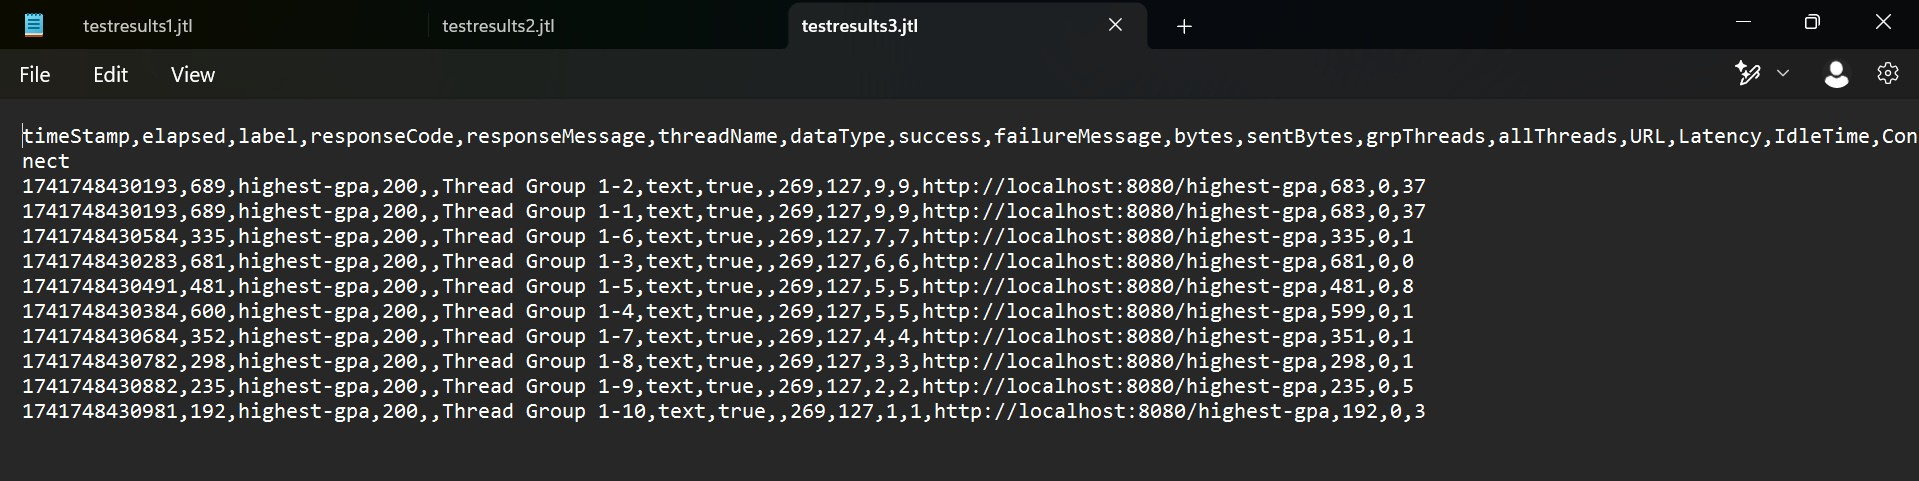 testresults1.jtl testresults2.jtl testresults3.jtl
File Edit View
timeStamp,elapsed,label,responseCode,responseMessage,threadName,dataType,success,failureMessage,bytes,sentBytes,grpThreads,allThreads,URL,Latency,IdleTime,Con
nect
1741748430193,689,highest-gpa,200,,Thread Group 1-2,text,true,,269,127,9,9,http://localhost:8080/highest-gpa,683,0,37
1741748430193,689,highest-gpa,200,,Thread Group 1-1,text,true,,269,127,9,9,http://localhost:8080/highest-gpa,683,0,37
1741748430584,335,highest-gpa,200,,Thread Group 1-6,text,true,,269,127,7,7,http://localhost:8080/highest-gpa,335,0,1
1741748430283,681,highest-gpa,200,,Thread Group 1-3,text,true,,269,127,6,6,http://localhost:8080/highest-gpa,681,0,0
1741748430491,481,highest-gpa,200,,Thread Group 1-5,text,true,,269,127,5,5,http://localhost:8080/highest-gpa,481,0,8
1741748430384,600,highest-gpa,200,,Thread Group 1-4,text,true,,269,127,5,5,http://localhost:8080/highest-gpa,599,0,1
1741748430684,352,highest-gpa,200,,Thread Group 1-7,text,true,,269,127,4,4,http://localhost:8080/highest-gpa,351,0,1
1741748430782,298,highest-gpa,200,,Thread Group 1-8,text,true,,269,127,3,3,http://localhost:8080/highest-gpa,298,0,1
1741748430882,235,highest-gpa,200,,Thread Group 1-9,text,true,,269,127,2,2,http://localhost:8080/highest-gpa,235,0,5
1741748430981,192,highest-gpa,200,,Thread Group 1-10,text,true,,269,127,1,1,http://localhost:8080/highest-gpa,192,0,3